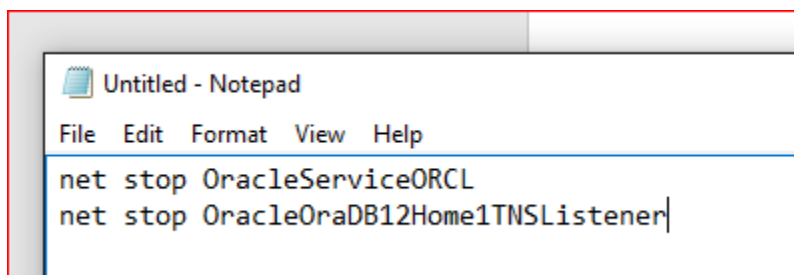 Untitled - Notepad
File Edit Format View Help
net stop OracleServiceORCL
net stop OracleOraDB12Home1TNSListener